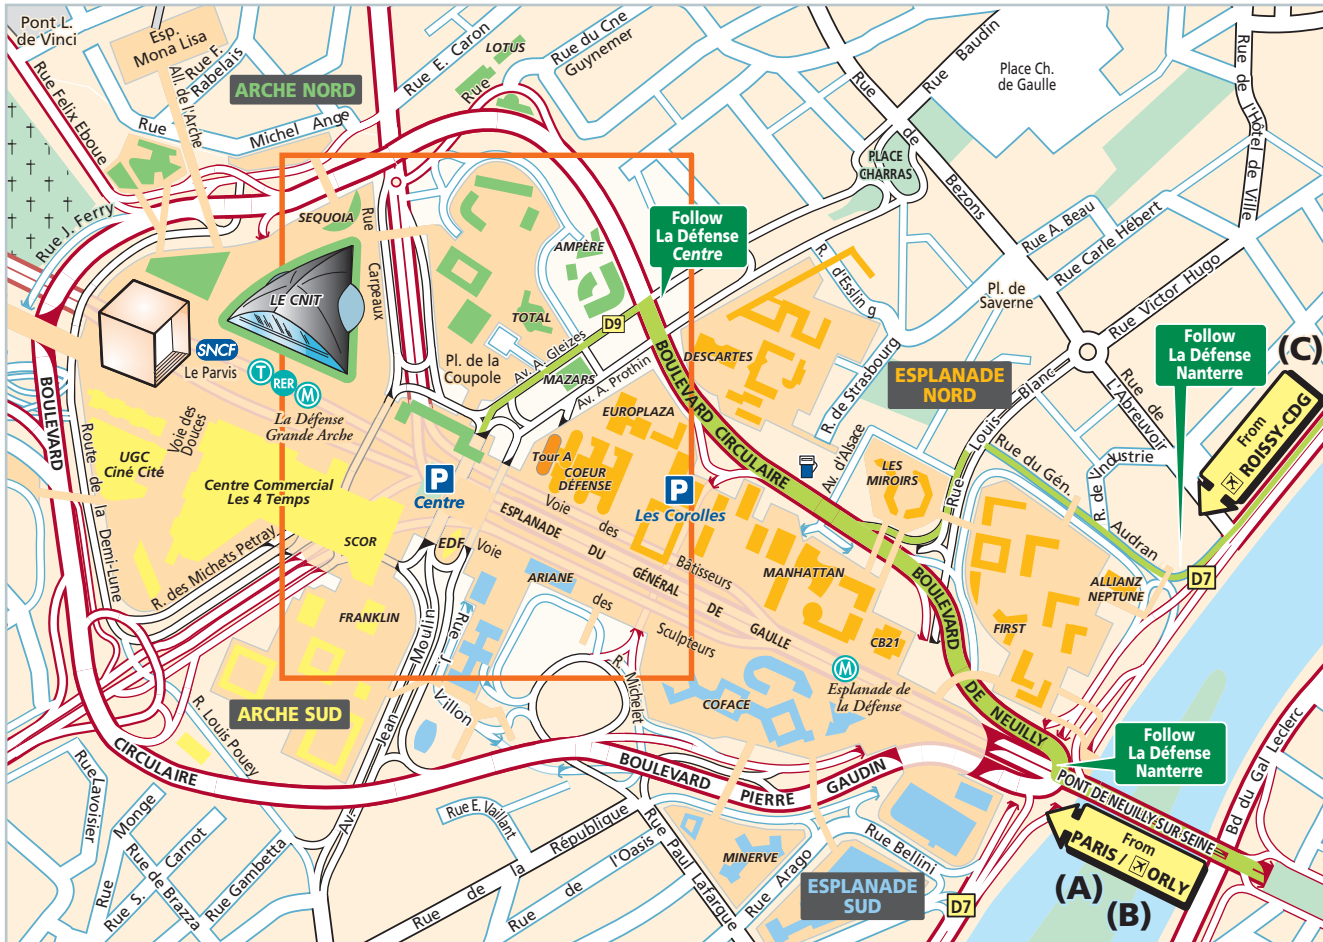 Pont L.
de Vinci
Esp.
Mona Lisa
Rue F.
Rabelais
All. de l'Arche
Rue Felix Eboue
ARCHE NORD
Rue
Michel Ange
Rue E. Caron
LOTUS
Rue
Rue du Cne
Guynemer
Rue
de
Bezons
Rue Baudin
Place Ch.
de Gaulle
Rue de l'Hôtel de Ville
PLACE
CHARRAS
Rue J. Ferry
SEQUOIA
Rue
Carpeaux
LE CNIT
AMPÈRE
Follow
La Défense
Centre
R. d'Esling
Rue A. Beau
Rue Carle Hébert
Pl. de
Saverne
Rue Victor Hugo
TOTAL
D9
SNCF
Le Parvis
T
RER
M
La Défense
Grande Arche
Pl. de la
Coupole
Av. A. Gleizes
MAZARS
Av. A. Prothin
DESCARTES
EUROPLAZA
BOULEVARD CIRCULAIRE
R. de Strasbourg
ESPLANADE
NORD
Follow
La Défense
Nanterre
(C)
From
ROISSY-CDG
Rue de
L'Abreuvoir
Rue Louis Blanc
Rue du Gén.
Audran
R. de l'Industrie
BOULEVARD
Route de la Demi-Lune
Voie des
Douces
UGC
Ciné Cité
Centre Commercial
Les 4 Temps
SCOR
R. des Michets Petray
P
Centre
Tour A
COEUR
DÉFENSE
P
Les Corolles
Av. d'Alsace
LES
MIROIRS
ESPLANADE
DU
GÉNÉRAL
DE
GAULLE
Voie
des
Bâtisseurs
EDF
Voie
des
Sculpteurs
ARIANE
MANHATTAN
BOULEVARD
DE NEUILLY
ALLIANZ
NEPTUNE
D7
FIRST
CB21
FRANKLIN
M
Esplanade de
la Défense
COFACE
R. Michelet
Rue J.
Villon
Av. Jean Moulin
ARCHE SUD
R. Louis Pouey
CIRCULAIRE
BOULEVARD
PIERRE
GAUDIN
Follow
La Défense
Nanterre
PONT DE NEUILLY-SUR-SEINE
Bd du Gal Leclerc
From
PARIS / ORLY
(A)
(B)
Rue Lavoisier
Rue Monge
Rue S. Carnot
Rue de Brazza
Rue Gambetta
Rue E. Vaillant
Rue de la République
Rue de l'Oasis
Rue Paul Lafarque
MINERVE
Rue Arago
Rue Bellini
ESPLANADE
SUD
D7